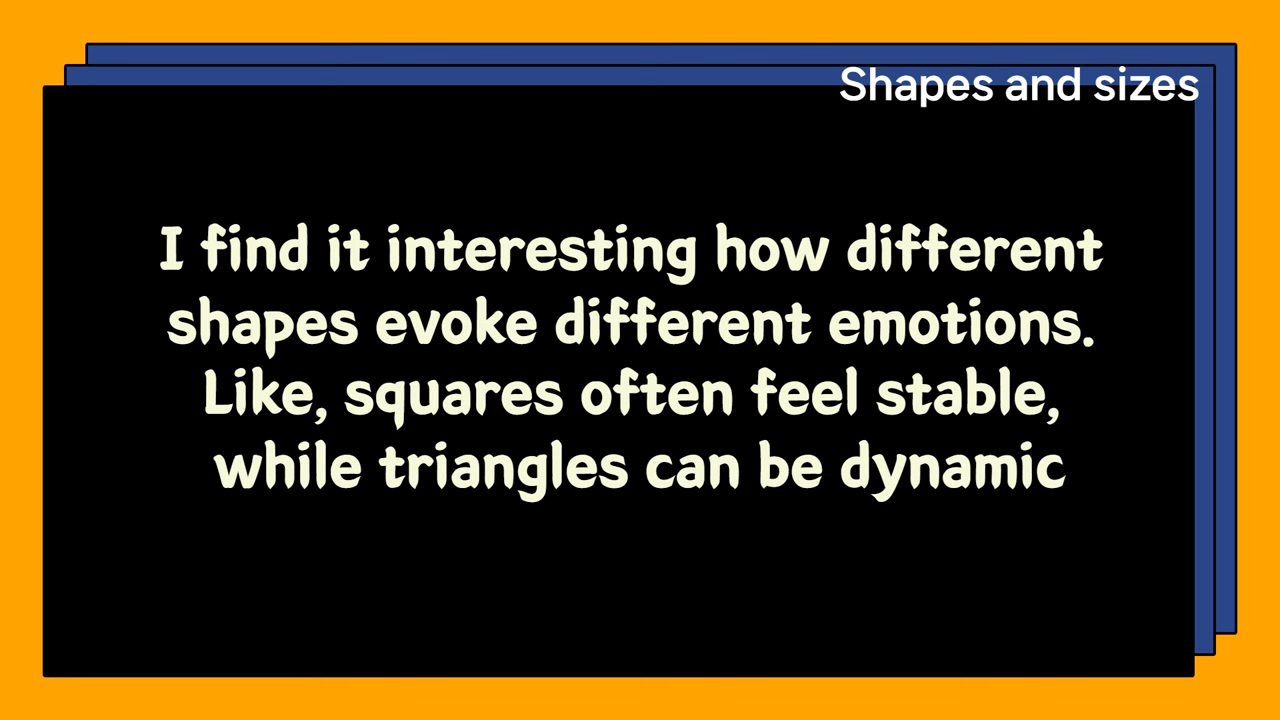 Shapes and sizes
I find it interesting how different
shapes evoke different emotions.
Like, squares often feel stable,
while triangles can be dynamic